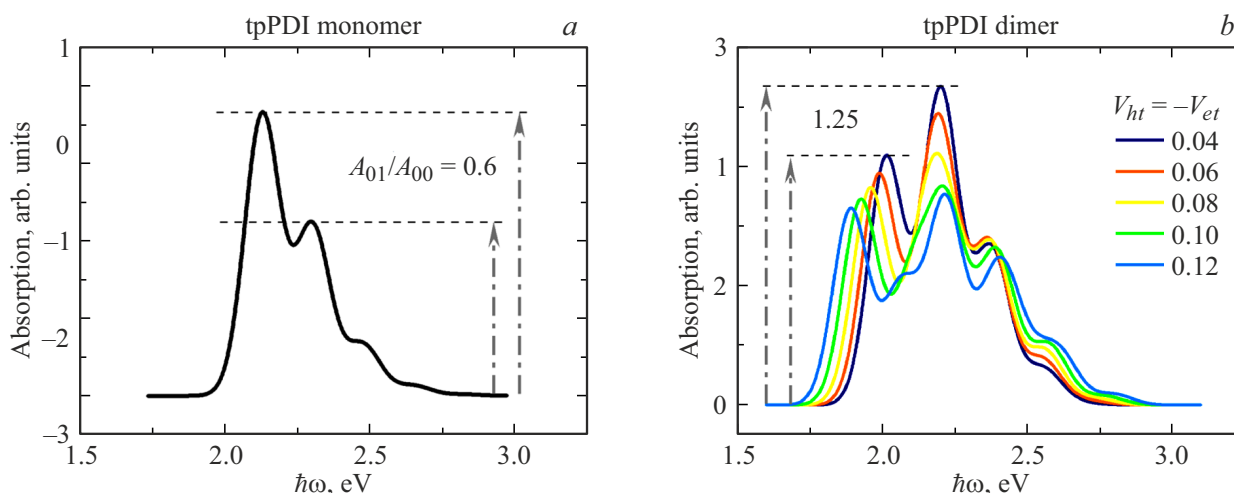 tpPDI monomer
a
1
0
−1
−2
−3
Absorption, arb. units
A01/A00 = 0.6
1.5
2.0
2.5
3.0
ħω, eV
tpPDI dimer
b
3
1
2
0
Absorption, arb. units
1.25
Vht = −Vet
0.04
0.06
0.08
0.10
0.12
1.5
2.0
2.5
3.0
ħω, eV